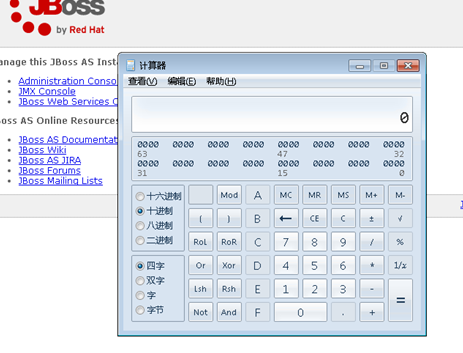 JBoss
by Red Hat
anage this JBoss AS Inst
Administration Conso
JMX Console
JBoss Web Services C
Boss AS Online Resources
JBoss AS Documentat
JBoss Wiki
JBoss AS JIRA
JBoss Forums
JBoss Mailing Lists
计算器
查看(V) 编辑(E) 帮助(H)
0
0000 0000 0000 0000 0000 0000 0000 0000
63 47 32
0000 0000 0000 0000 0000 0000 0000 0000
31 15 0
十六进制
十进制
八进制
二进制
四字
双字
字
字节
Mod A MC MR MS M+ M-
( ) B ← CE C ± √
RoL RoR C 7 8 9 / %
Or Xor D 4 5 6 * 1/x
Lsh Rsh E 1 2 3 - =
Not And F 0 . +